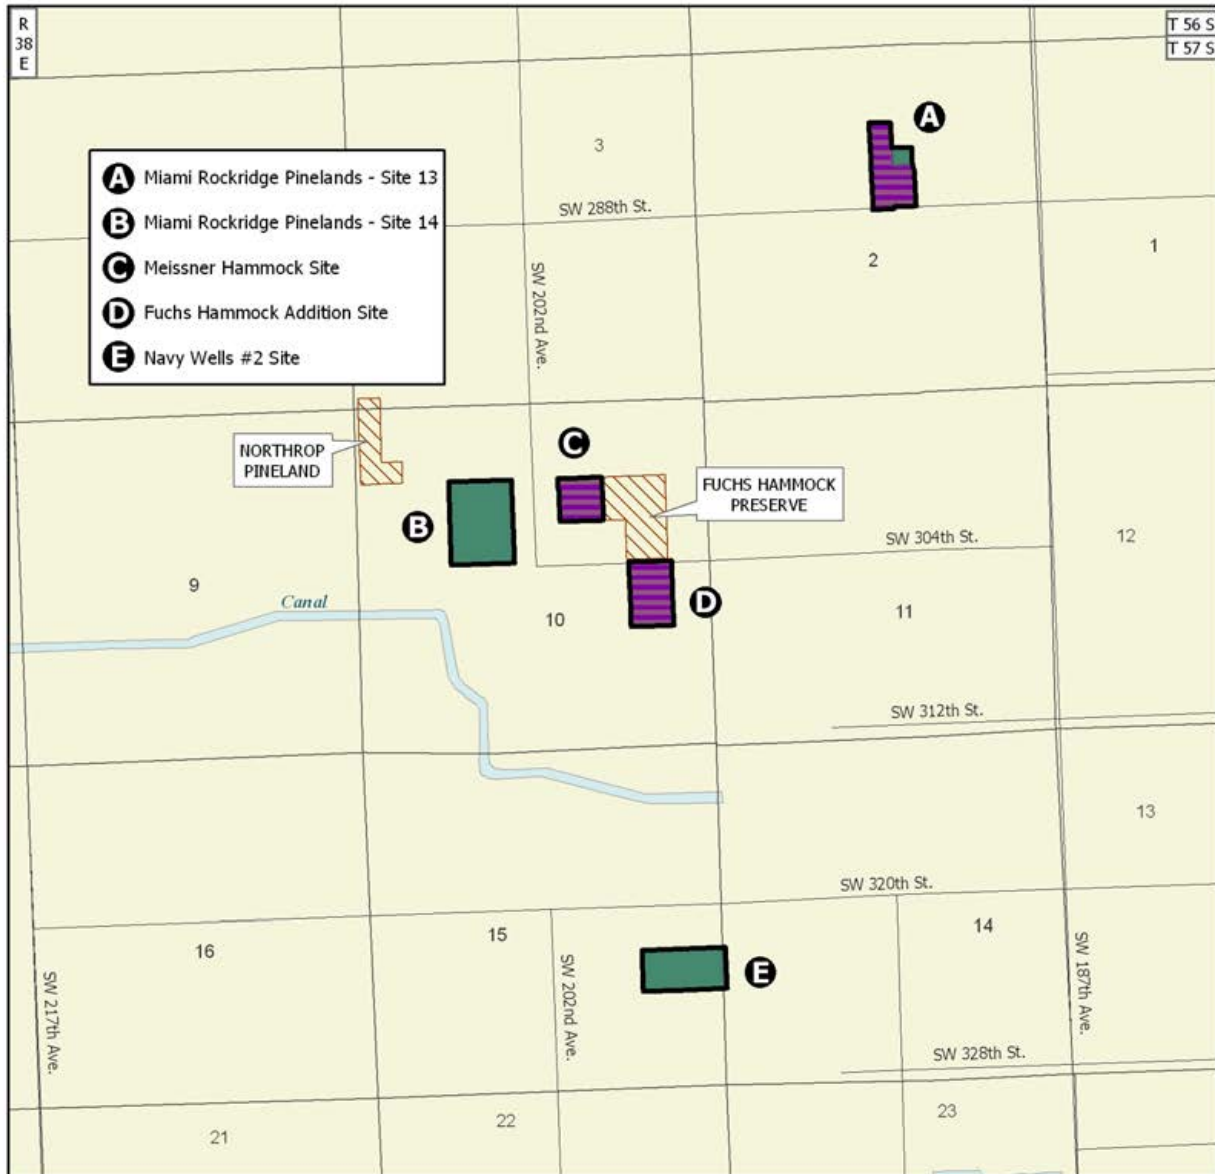 R
38
E
T 56 S
T 57 S
A
3
A Miami Rockridge Pinelands - Site 13
B Miami Rockridge Pinelands - Site 14
C Meissner Hammock Site
D Fuchs Hammock Addition Site
E Navy Wells #2 Site
SW 288th St.
1
2
SW 202nd Ave.
C
NORTHROP
PINELAND
FUCHS HAMMOCK
PRESERVE
B
SW 304th St.
12
9
Canal
10
D
11
SW 312th St.
13
SW 320th St.
16
15
14
SW 217th Ave.
SW 202nd Ave.
E
SW 187th Ave.
SW 328th St.
21
22
23